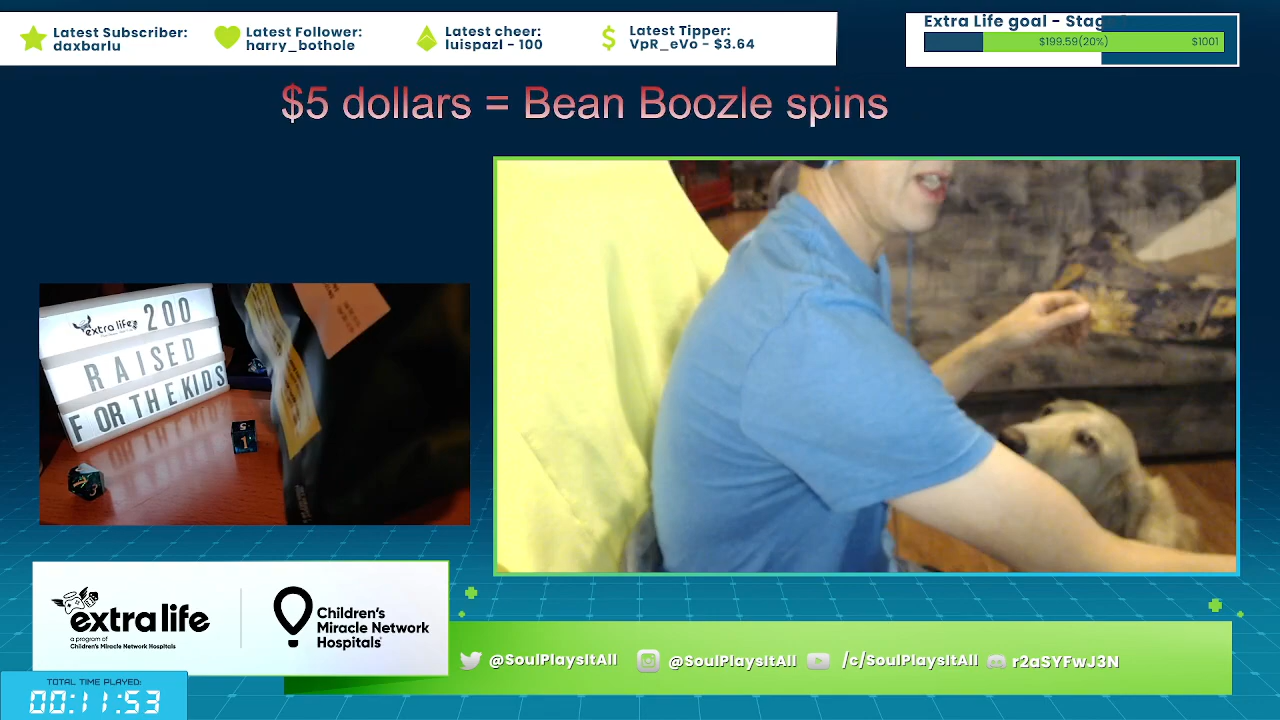 Latest Subscriber:
daxbarlu
Latest Follower:
harry_bothole
Latest cheer:
luispazl - 100
Latest Tipper:
VpR_eVo - $3.64
Extra Life goal - Stag
$199.59(20%)
$1001
$5 dollars = Bean Boozle spins
extra life
200
RAISED
FOR THE KIDS
extra life
a program of
Children's Miracle Network Hospitals
Children's
Miracle Network
Hospitals
@SoulPlaysItAll
@SoulPlaysItAll
/c/SoulPlaysItAll
r2aSYFwJ3N
TOTAL TIME PLAYED:
00:11:53